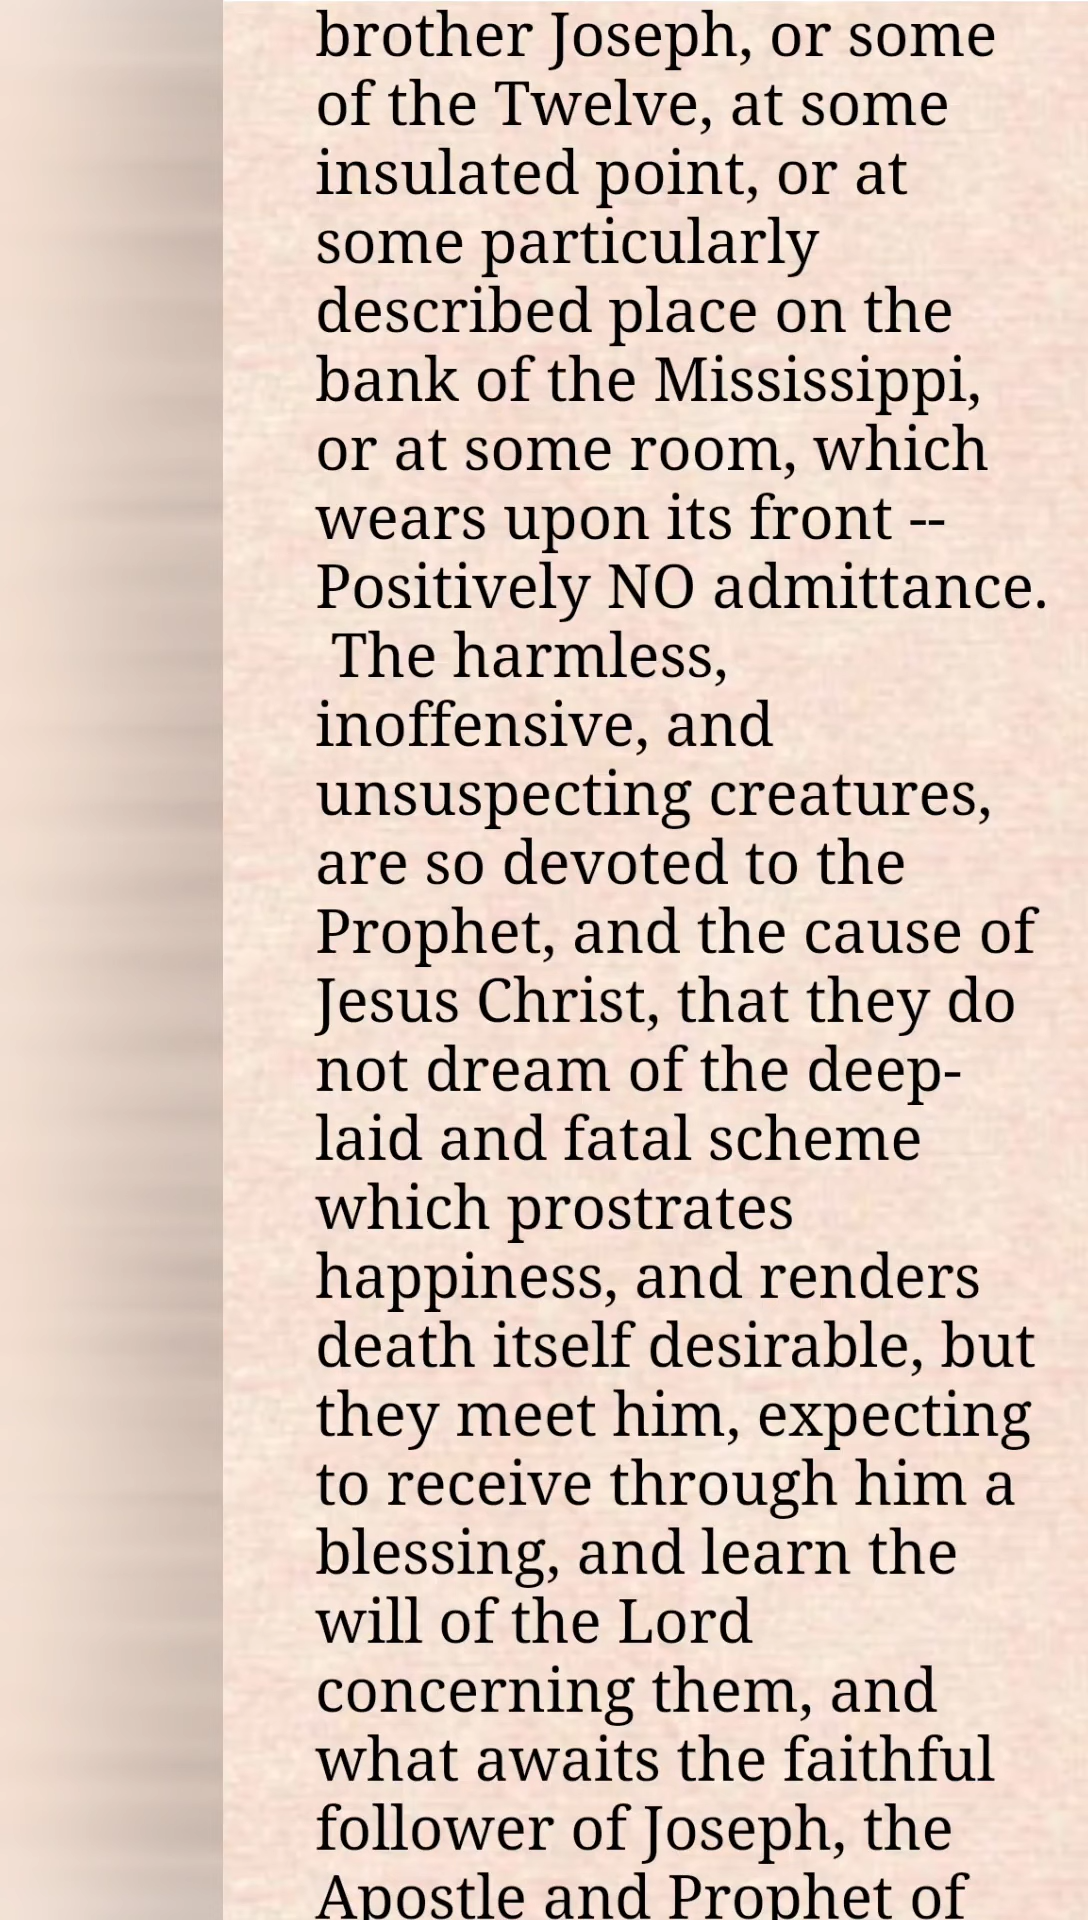 brother Joseph, or some
of the Twelve, at some
insulated point, or at
some particularly
described place on the
bank of the Mississippi,
or at some room, which
wears upon its front --
Positively NO admittance.
The harmless,
inoffensive, and
unsuspecting creatures,
are so devoted to the
Prophet, and the cause of
Jesus Christ, that they do
not dream of the deep-
laid and fatal scheme
which prostrates
happiness, and renders
death itself desirable, but
they meet him, expecting
to receive through him a
blessing, and learn the
will of the Lord
concerning them, and
what awaits the faithful
follower of Joseph, the
Apostle and Prophet of